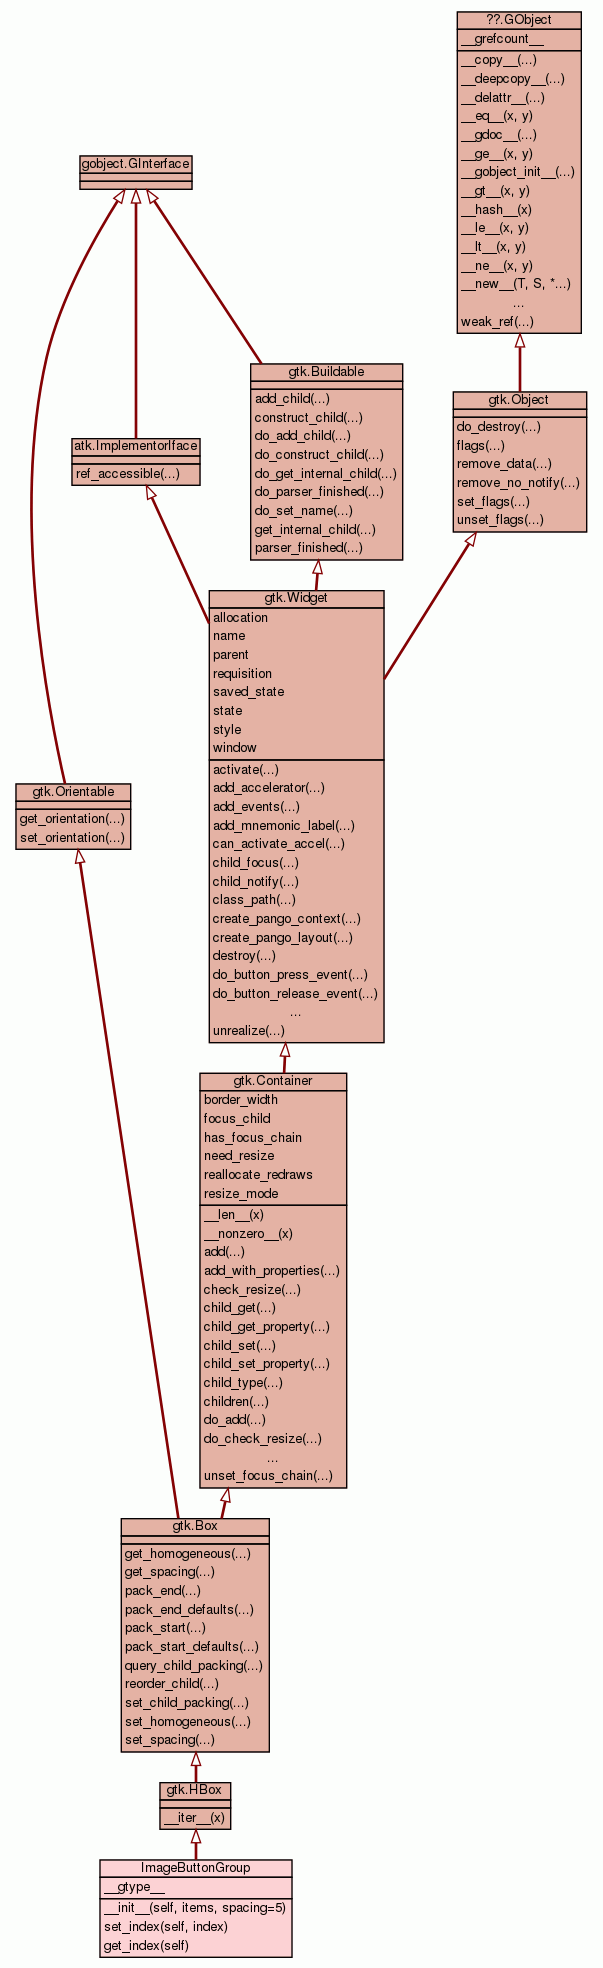 ??.GObject
__grefcount__
__copy__(...)
__deepcopy__(...)
__delattr__(...)
__eq__(x, y)
__gdoc__(...)
__ge__(x, y)
__gobject_init__(...)
__gt__(x, y)
__hash__(x)
__le__(x, y)
__lt__(x, y)
__ne__(x, y)
__new__(T, S, *...)
...
weak_ref(...)
gobject.GInterface
gtk.Buildable
add_child(...)
construct_child(...)
do_add_child(...)
do_construct_child(...)
do_get_internal_child(...)
do_parser_finished(...)
do_set_name(...)
get_internal_child(...)
parser_finished(...)
gtk.Object
do_destroy(...)
flags(...)
remove_data(...)
remove_no_notify(...)
set_flags(...)
unset_flags(...)
atk.ImplementorIface
ref_accessible(...)
gtk.Widget
allocation
name
parent
requisition
saved_state
state
style
window
activate(...)
add_accelerator(...)
add_events(...)
add_mnemonic_label(...)
can_activate_accel(...)
child_focus(...)
child_notify(...)
class_path(...)
create_pango_context(...)
create_pango_layout(...)
destroy(...)
do_button_press_event(...)
do_button_release_event(...)
...
unrealize(...)
gtk.Orientable
get_orientation(...)
set_orientation(...)
gtk.Container
border_width
focus_child
has_focus_chain
need_resize
reallocate_redraws
resize_mode
__len__(x)
__nonzero__(x)
add(...)
add_with_properties(...)
check_resize(...)
child_get(...)
child_get_property(...)
child_set(...)
child_set_property(...)
child_type(...)
children(...)
do_add(...)
do_check_resize(...)
...
unset_focus_chain(...)
gtk.Box
get_homogeneous(...)
get_spacing(...)
pack_end(...)
pack_end_defaults(...)
pack_start(...)
pack_start_defaults(...)
query_child_packing(...)
reorder_child(...)
set_child_packing(...)
set_homogeneous(...)
set_spacing(...)
gtk.HBox
__iter__(x)
ImageButtonGroup
__gtype__
__init__(self, items, spacing=5)
set_index(self, index)
get_index(self)